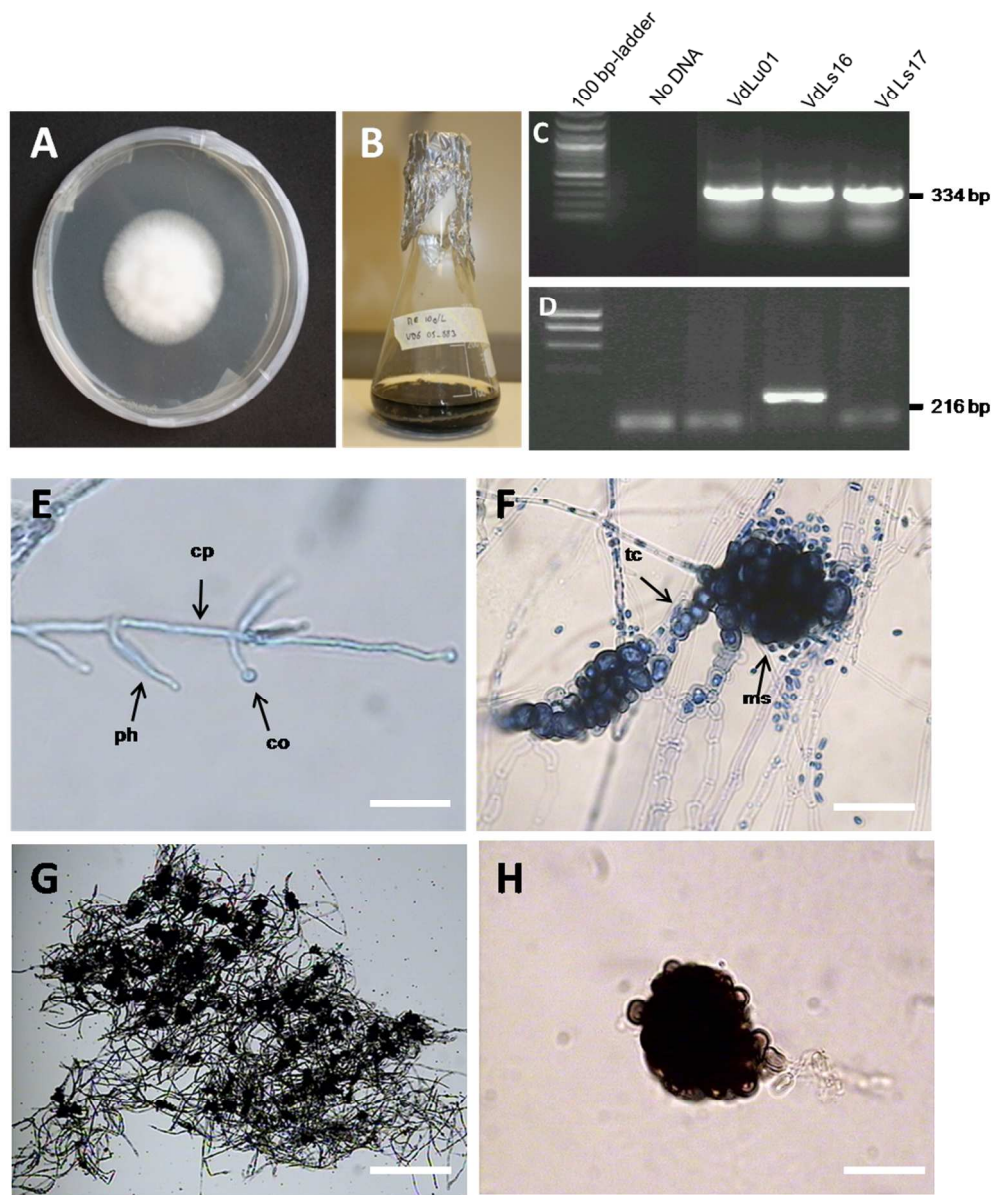 100 bp-ladder
No DNA
VdLu01
VdLs16
Vd Ls17
A
B
C
334 bp
D
216 bp
E
cp
ph
co
F
tc
ms
G
H